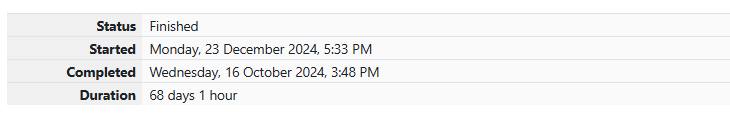 Status Finished
Started Monday, 23 December 2024, 5:33 PM
Completed Wednesday, 16 October 2024, 3:48 PM
Duration 68 days 1 hour